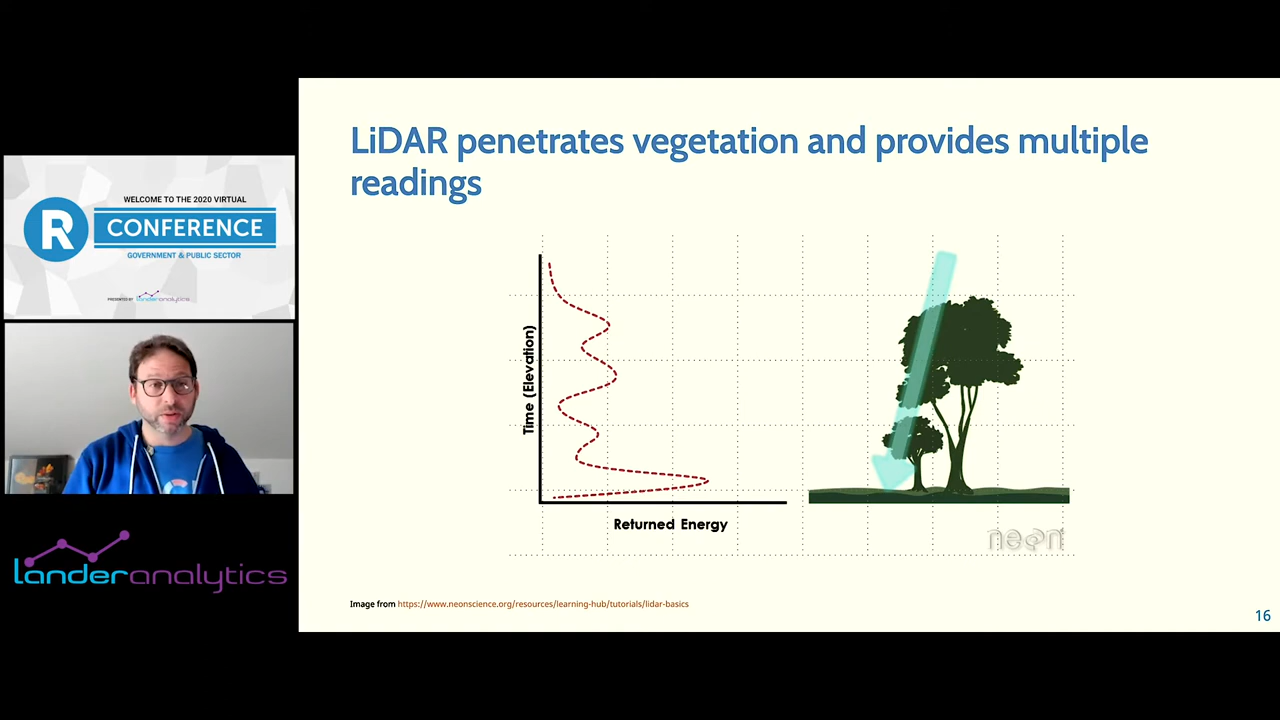 WELCOME TO THE 2020 VIRTUAL
R
CONFERENCE
GOVERNMENT & PUBLIC SECTOR
PRESENTED BY landeranalytics
landeranalytics
LiDAR penetrates vegetation and provides multiple
readings
Time (Elevation)
Returned Energy
neon
Image from https://www.neonscience.org/resources/learning-hub/tutorials/lidar-basics
16